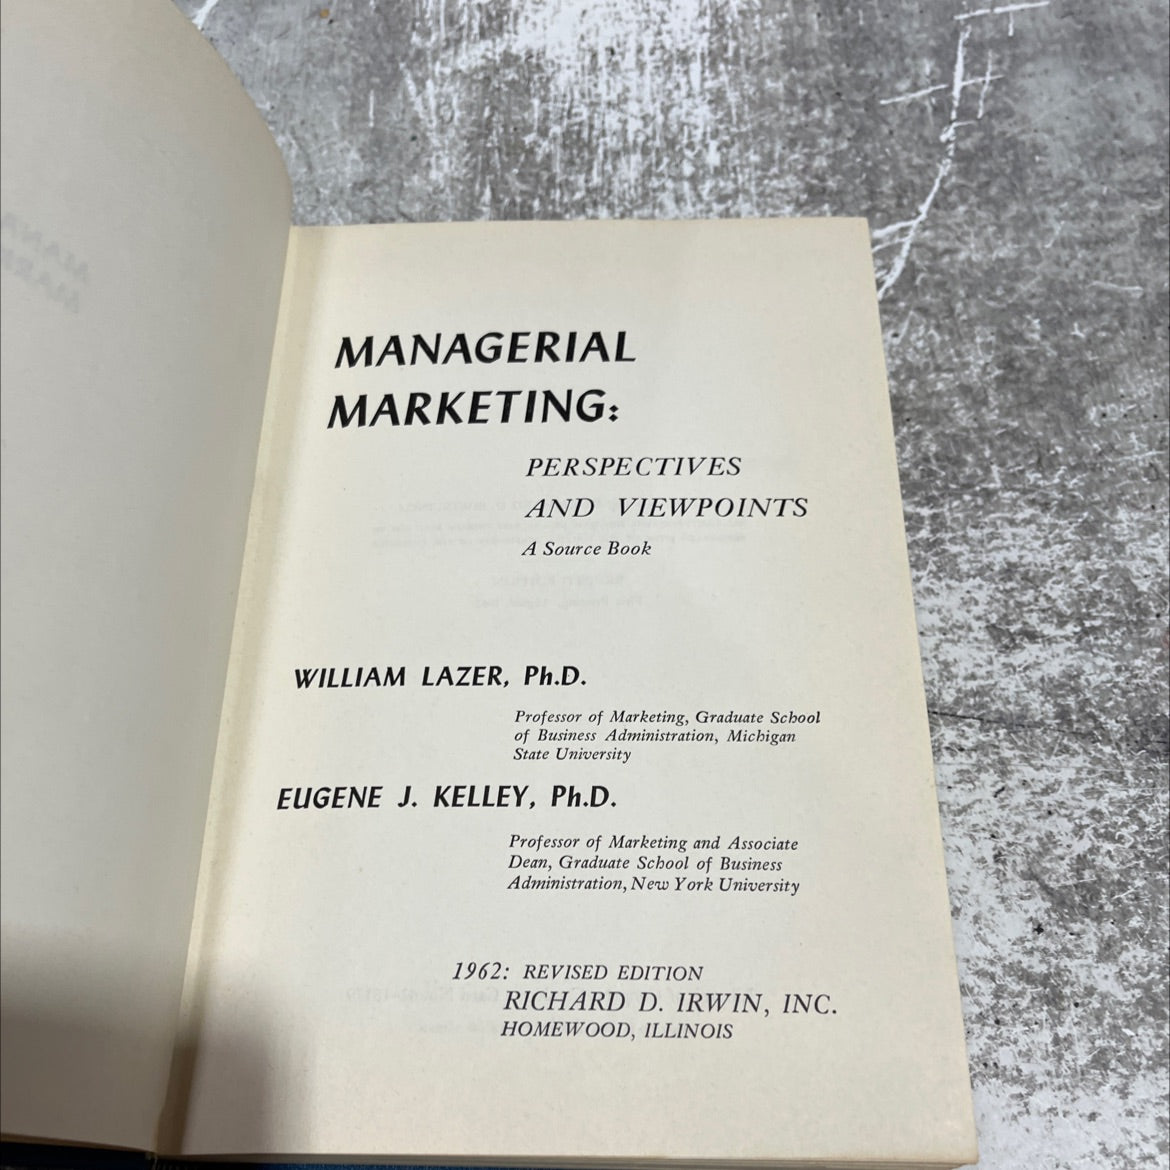 MANAGERIAL
MARKETING:
PERSPECTIVES
AND VIEWPOINTS
A Source Book
WILLIAM LAZER, Ph.D.
Professor of Marketing, Graduate School
of Business Administration, Michigan
State University
EUGENE J. KELLEY, Ph.D.
Professor of Marketing and Associate
Dean, Graduate School of Business
Administration, New York University
1962: REVISED EDITION
RICHARD D. IRWIN, INC.
HOMEWOOD, ILLINOIS